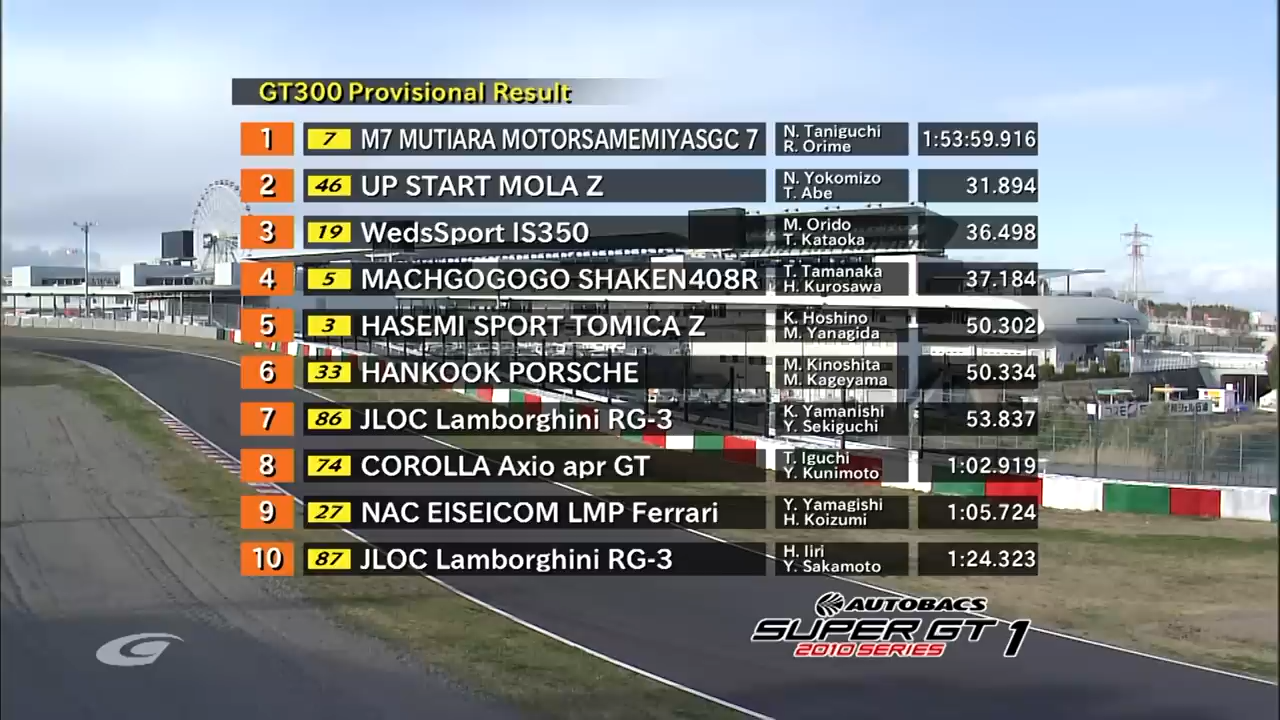 GT300 Provisional Result
1 7 M7 MUTIARA MOTORSAMEMIYASGC 7 N. Taniguchi R. Orime 1:53:59.916
2 46 UP START MOLA Z N. Yokomizo T. Abe 31.894
3 19 WedsSport IS350 M. Orido T. Kataoka 36.498
4 5 MACHGOGOGO SHAKEN408R T. Tamanaka H. Kurosawa 37.184
5 3 HASEMI SPORT TOMICA Z K. Hoshino M. Yanagida 50.302
6 33 HANKOOK PORSCHE M. Kinoshita M. Kageyama 50.334
7 86 JLOC Lamborghini RG-3 K. Yamanishi Y. Sekiguchi 53.837
8 74 COROLLA Axio apr GT T. Iguchi Y. Kunimoto 1:02.919
9 27 NAC EISEICOM LMP Ferrari Y. Yamagishi H. Koizumi 1:05.724
10 87 JLOC Lamborghini RG-3 H. Iiri Y. Sakamoto 1:24.323
AUTOBACS
SUPER GT 1
2010 SERIES